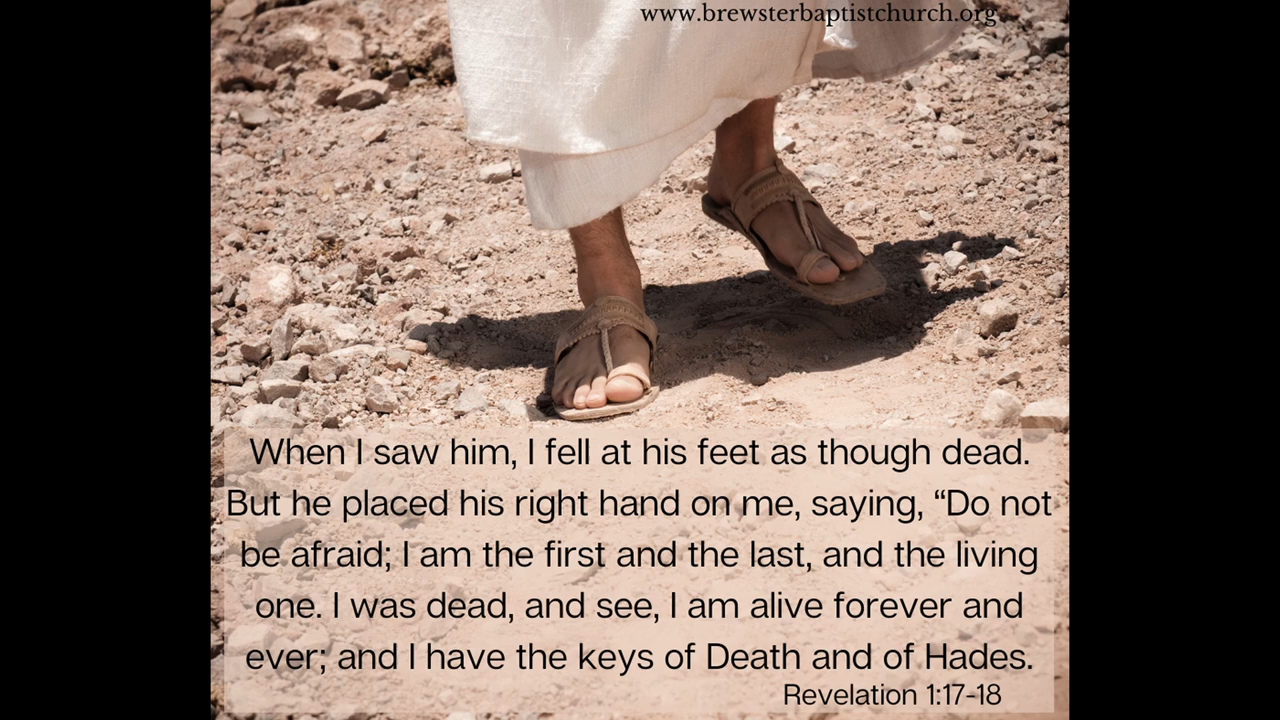 www.brewsterbaptistchurch.org
When I saw him, I fell at his feet as though dead.
But he placed his right hand on me, saying, “Do not
be afraid; I am the first and the last, and the living
one. I was dead, and see, I am alive forever and
ever; and I have the keys of Death and of Hades.
Revelation 1:17-18